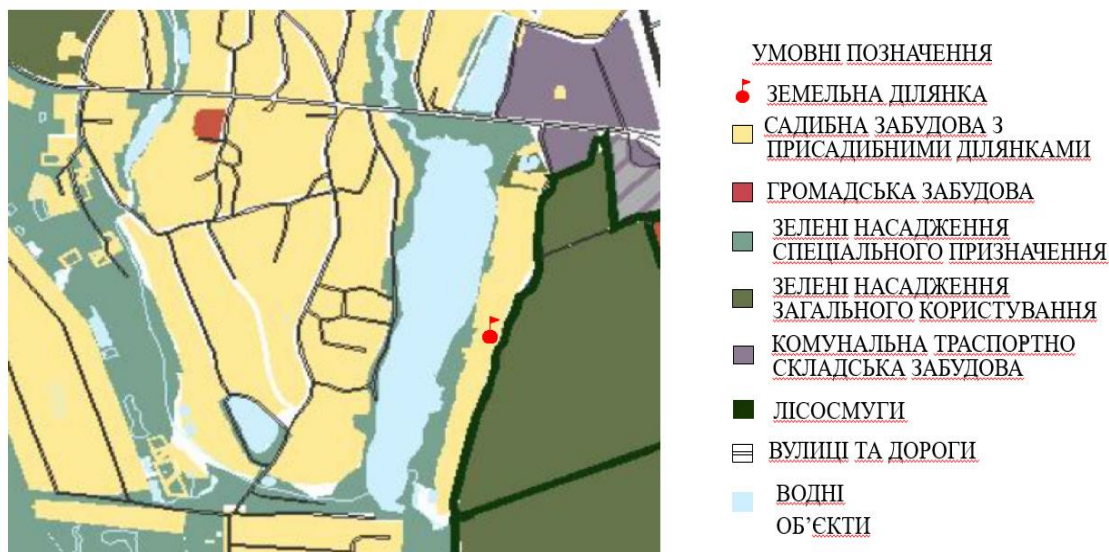 УМОВНІ ПОЗНАЧЕННЯ
ЗЕМЕЛЬНА ДІЛЯНКА
САДИБНА ЗАБУДОВА З
ПРИСАДИБНИМИ ДІЛЯНКАМИ
ГРОМАДСЬКА ЗАБУДОВА
ЗЕЛЕНІ НАСАДЖЕННЯ
СПЕЦІАЛЬНОГО ПРИЗНАЧЕННЯ
ЗЕЛЕНІ НАСАДЖЕННЯ
ЗАГАЛЬНОГО КОРИСТУВАННЯ
КОМУНАЛЬНА ТРАСПОРТНО
СКЛАДСЬКА ЗАБУДОВА
ЛІСОСМУГИ
ВУЛИЦІ ТА ДОРОГИ
ВОДНІ
ОБ’ЄКТИ